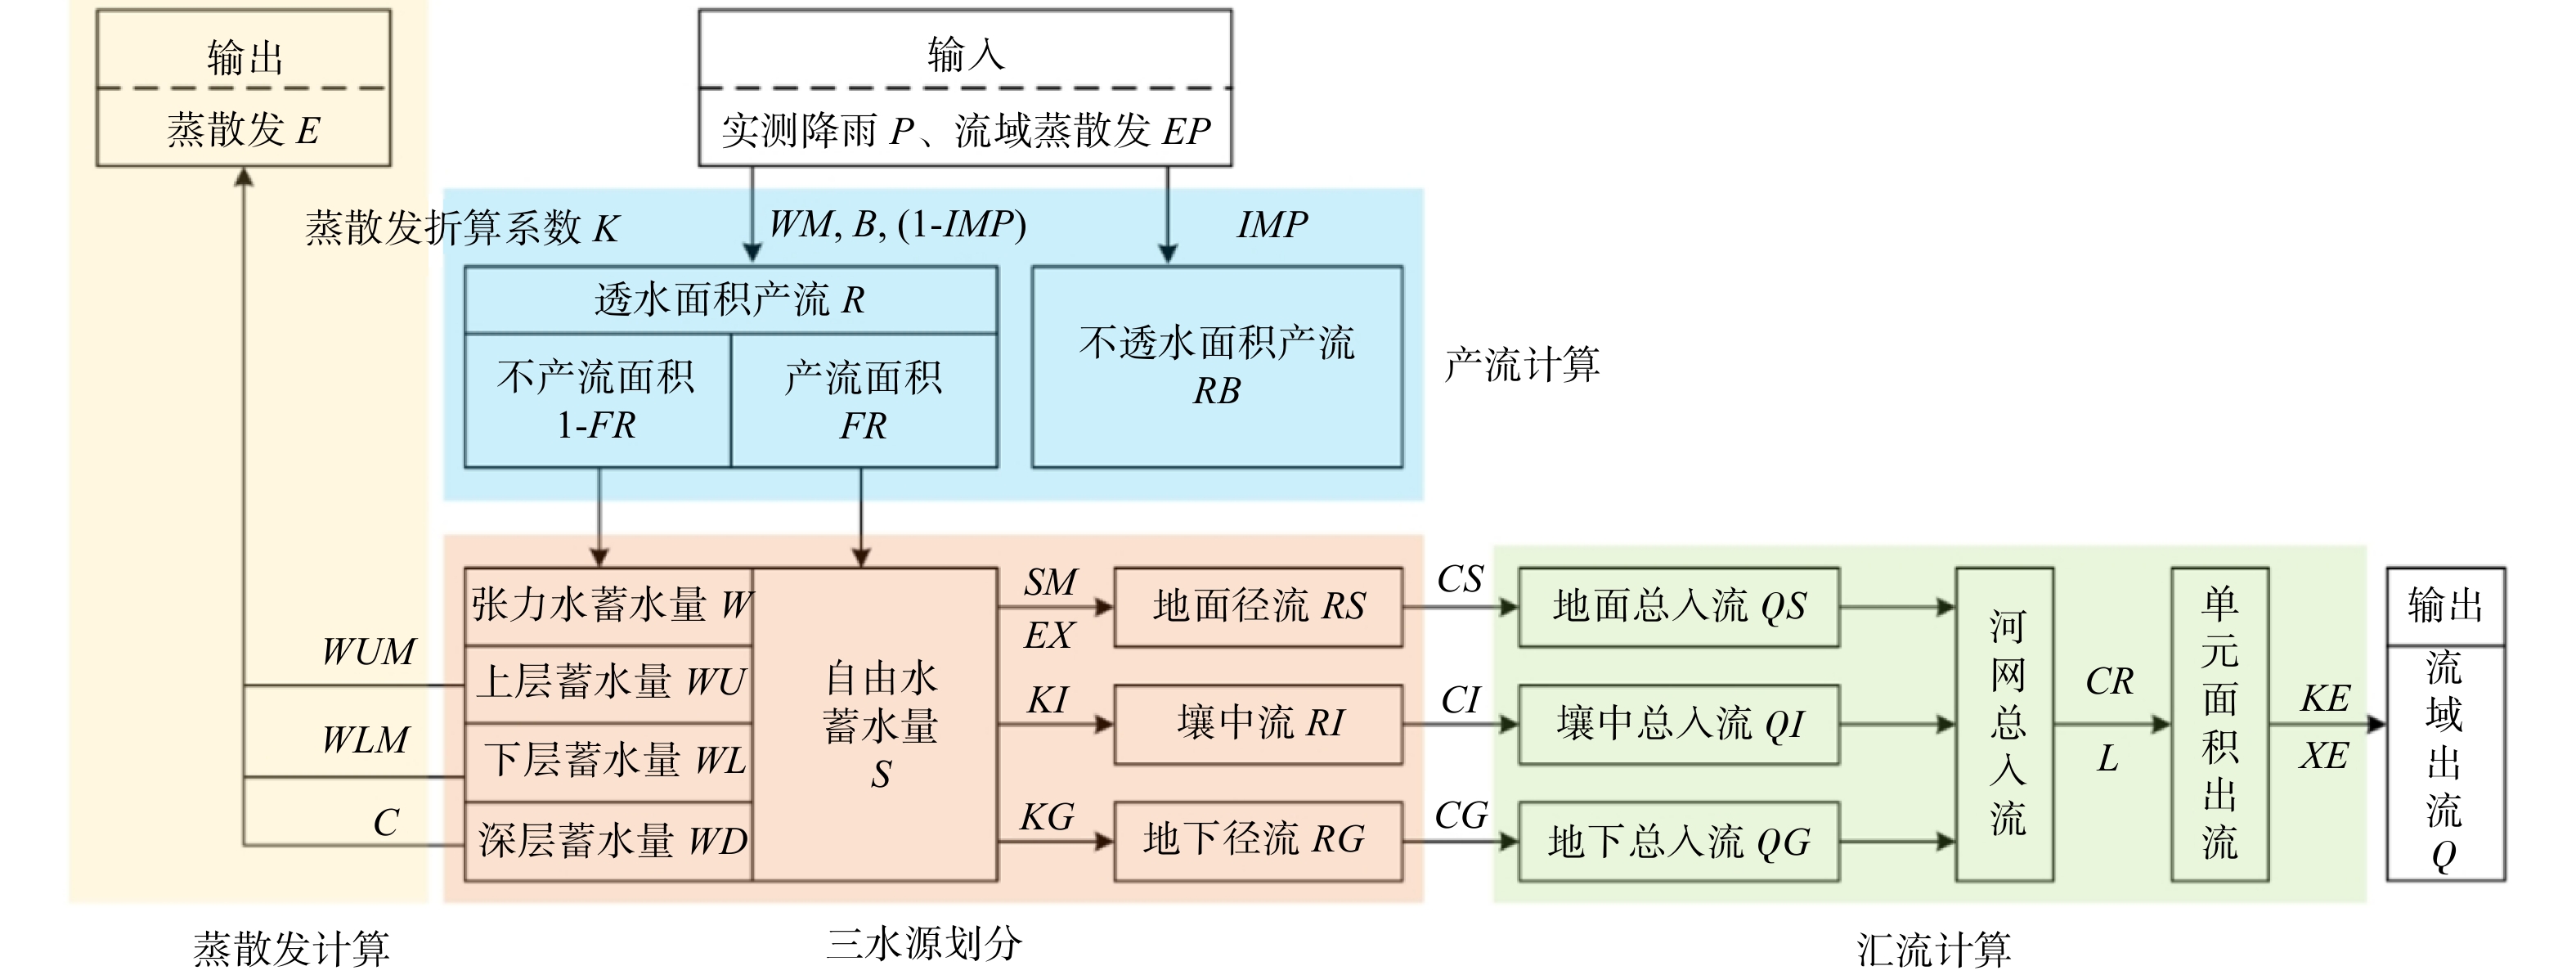 输出
蒸散发 E
输入
实测降雨 P、流域蒸散发 EP
蒸散发折算系数 K
WM, B, (1-IMP)
IMP
透水面积产流 R
不产流面积
1-FR
产流面积
FR
不透水面积产流
RB
产流计算
张力水蓄水量 W
上层蓄水量 WU
下层蓄水量 WL
深层蓄水量 WD
WUM
WLM
C
自由水
蓄水量
S
SM
EX
KI
KG
地面径流 RS
壤中流 RI
地下径流 RG
CS
CI
CG
地面总入流 QS
壤中总入流 QI
地下总入流 QG
河网总入流
CR
L
单元面积出流
KE
XE
输出
流域出流 Q
蒸散发计算
三水源划分
汇流计算